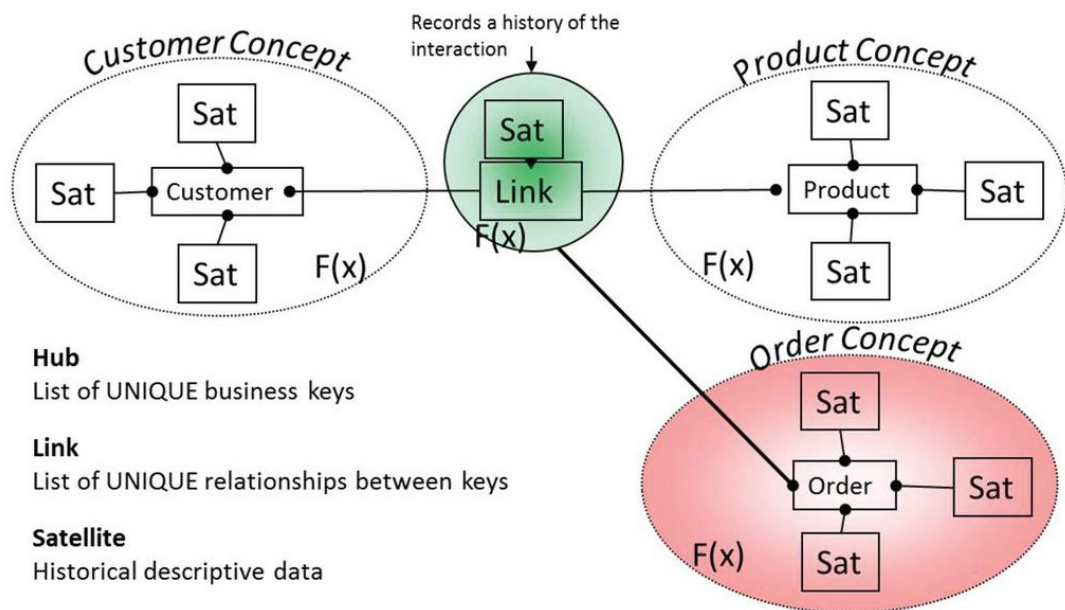 Records a history of the
interaction
Customer Concept
Sat
Sat
Customer
Sat
F(x)
Sat
Link
F(x)
Product Concept
Sat
Product
Sat
Sat
F(x)
Hub
List of UNIQUE business keys
Link
List of UNIQUE relationships between keys
Satellite
Historical descriptive data
Order Concept
Sat
Order
Sat
Sat
F(x)